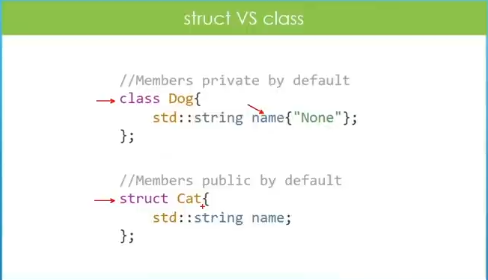 struct VS class
//Members private by default
class Dog{
    std::string name{"None"};
};
//Members public by default
struct Cat{
    std::string name;
};